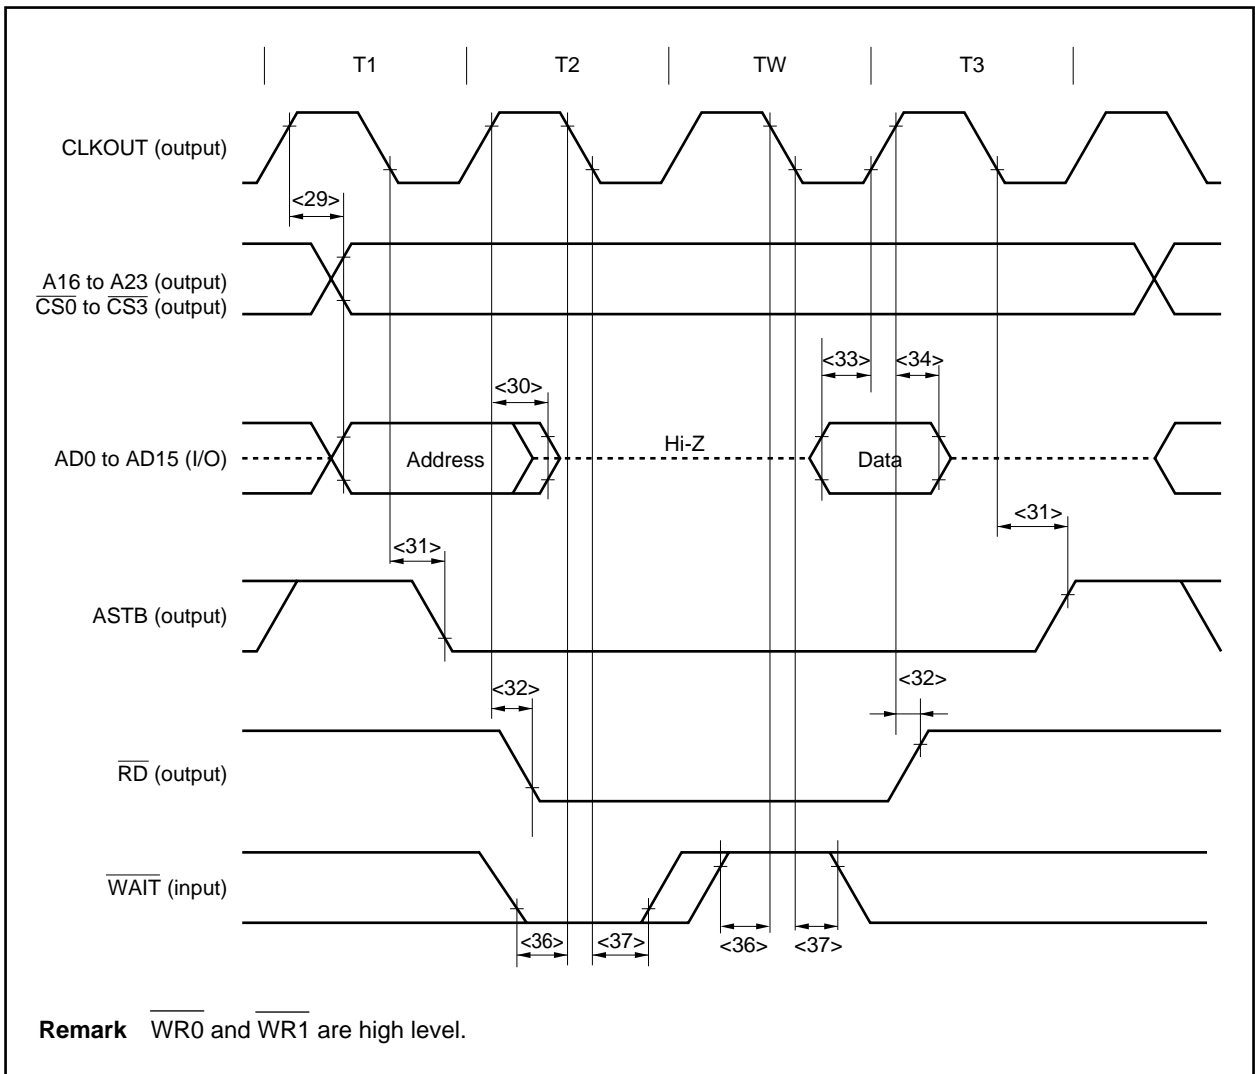 T1 T2 TW T3
CLKOUT (output)
<29>
A16 to A23 (output)
CS0 to CS3 (output)
<33> <34>
<30>
AD0 to AD15 (I/O) Address Hi-Z Data
<31>
<31>
ASTB (output)
<32> <32>
RD (output)
WAIT (input)
<36> <37> <36> <37>
Remark WR0 and WR1 are high level.